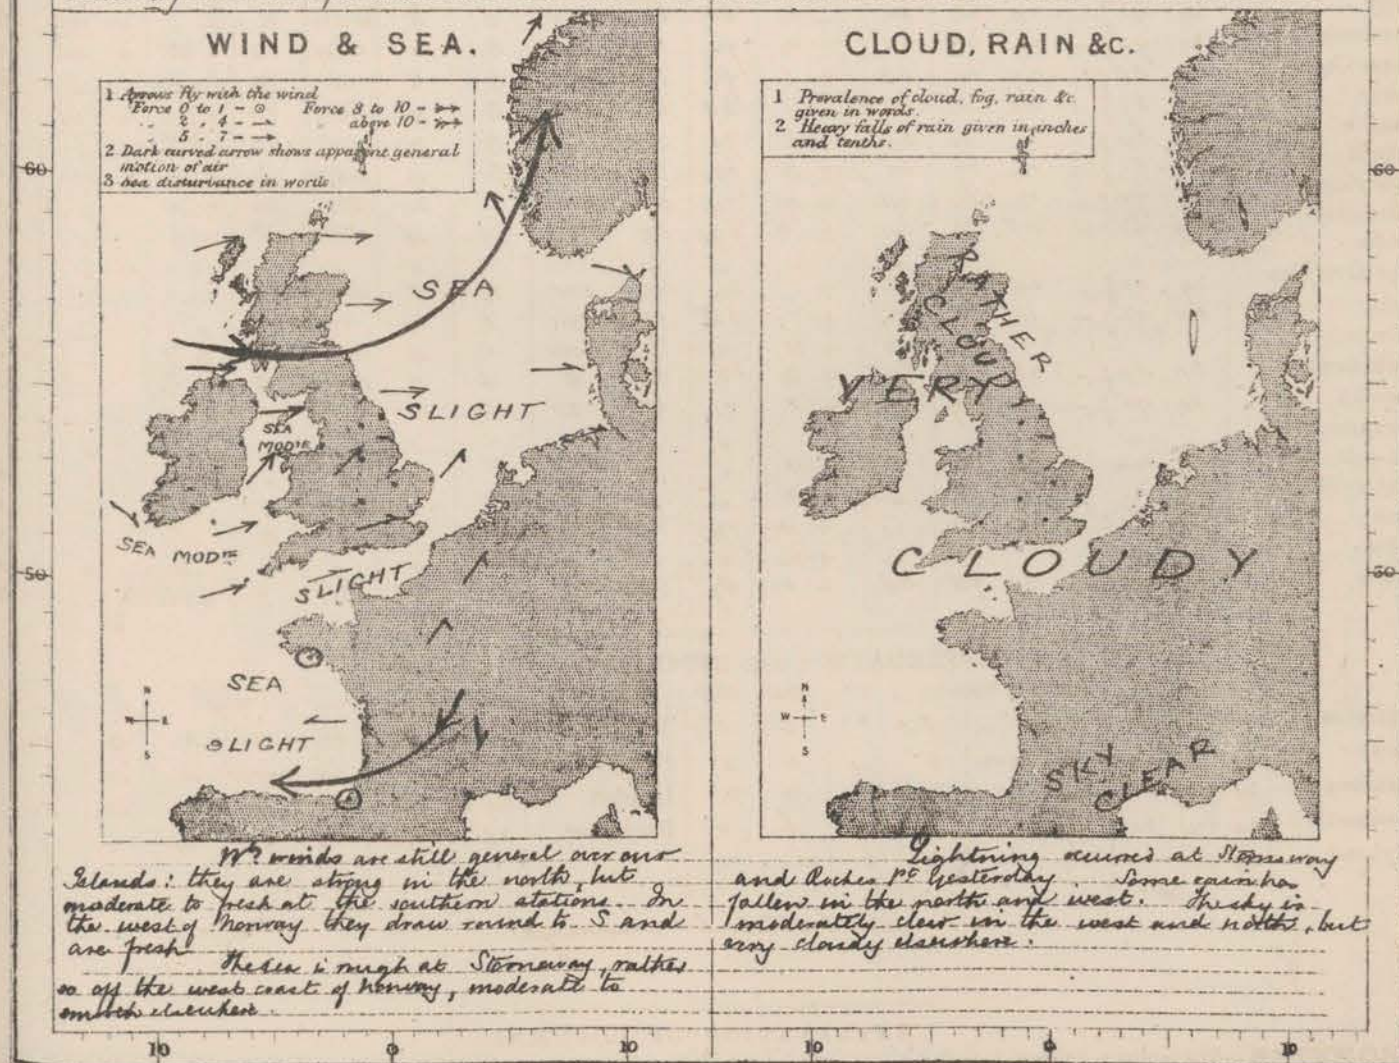 WIND & SEA.
1 Arrows fly with the wind
Force 0 to 1 - ⊙ Force 8 to 10 -
" 2 " 4 - " above 10 -
" 5 " 7 -
2 Dark curved arrow shows apparent general
motion of air
3 Sea disturbance in words
60
SEA
SLIGHT
SEA
MODTE
SEA MODTE
50
SLIGHT
SEA
SLIGHT
N
W E
S
Wly winds are still general over our
Islands: they are strong in the north, but
moderate to fresh at the southern stations. In
the west of Norway they draw round to S and
are fresh
The sea is rough at Stornoway, rather
so off the west coast of Norway, moderate to
smooth elsewhere.
10 0 10
CLOUD, RAIN &c.
1 Prevalence of cloud, fog, rain &c.
given in words.
2 Heavy falls of rain given in inches
and tenths.
60
RATHER
CLOUDY
VERY
CLOUDY
50
SKY
CLEAR
N
W E
S
Lightning occurred at Stornoway
and Roches Pt yesterday. Some rain has
fallen in the north and west. The sky is
moderately clear in the west and north, but
very cloudy elsewhere.
10 0 10